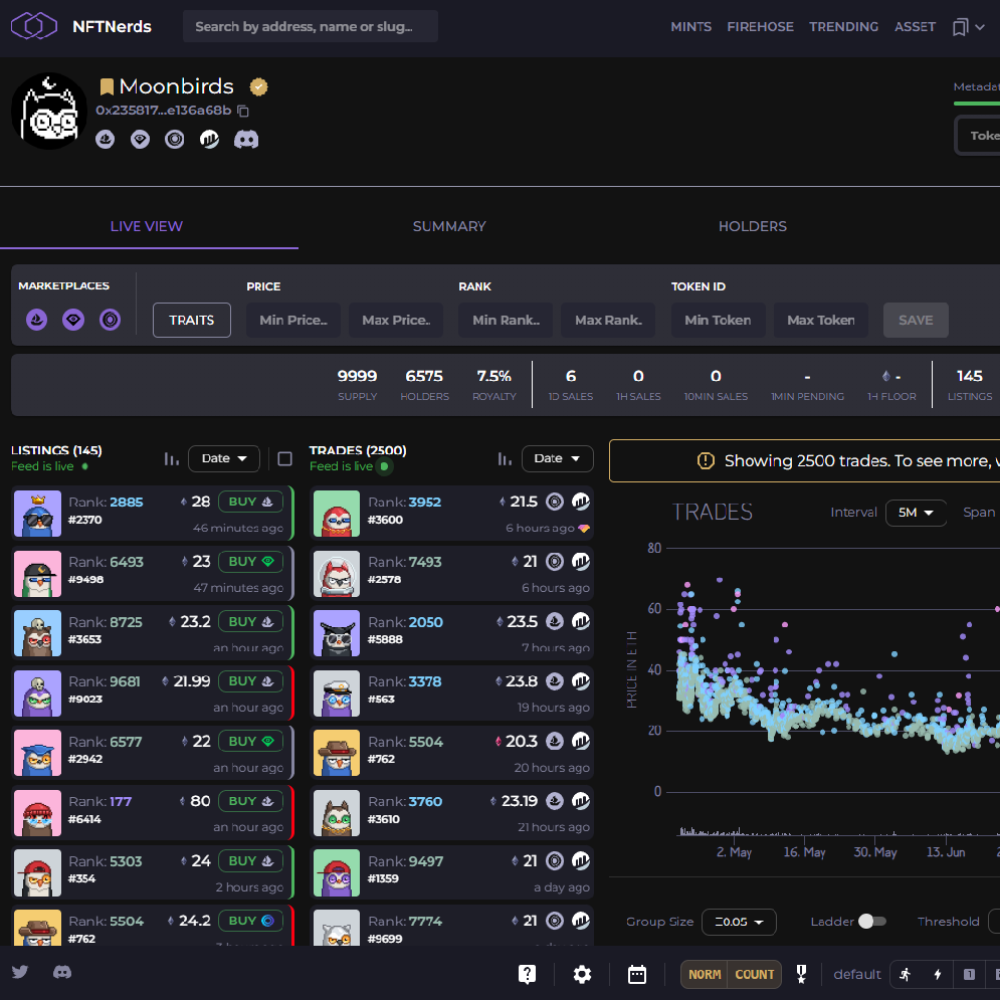 NFTNerds
Search by address, name or slug...
MINTS FIREHOSE TRENDING ASSET
Moonbirds
0x235817...e136a68b
LIVE VIEW SUMMARY HOLDERS
MARKETPLACES
PRICE RANK TOKEN ID
TRAITS Min Price.. Max Price.. Min Rank.. Max Rank.. Min Token Max Token SAVE
9999 6575 7.5% 6 0 0 - - 145
SUPPLY HOLDERS ROYALTY 1D SALES 1H SALES 10MIN SALES 1MIN PENDING 1H FLOOR LISTINGS
LISTINGS (145)
Feed is live
Date
Rank: 2885 28 BUY
#2370 46 minutes ago
Rank: 6493 23 BUY
#9498 47 minutes ago
Rank: 8725 23.2 BUY
#3653 an hour ago
Rank: 9681 21.99 BUY
#9023 an hour ago
Rank: 6577 22 BUY
#2942 an hour ago
Rank: 177 80 BUY
#6414 an hour ago
Rank: 5303 24 BUY
#354 2 hours ago
Rank: 5504 24.2 BUY
#762
TRADES (2500)
Feed is live
Date
Rank: 3952 21.5
#3600 6 hours ago
Rank: 7493 21
#2578 6 hours ago
Rank: 2050 23.5
#5888 7 hours ago
Rank: 3378 23.8
#563 19 hours ago
Rank: 5504 20.3
#762 20 hours ago
Rank: 3760 23.19
#3610 21 hours ago
Rank: 9497 21
#1359 a day ago
Rank: 7774 21
#9699
Showing 2500 trades. To see more,
TRADES Interval 5M Span
PRICE IN ETH
80
60
40
20
0
2. May 16. May 30. May 13. Jun
Group Size Ξ0.05 Ladder Threshold
NORM COUNT default